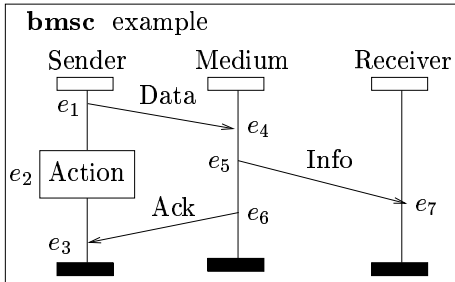 bmsc example
Sender Medium Receiver
e1 Data e4
e2 Action e5 Info
Ack e6 e7
e3